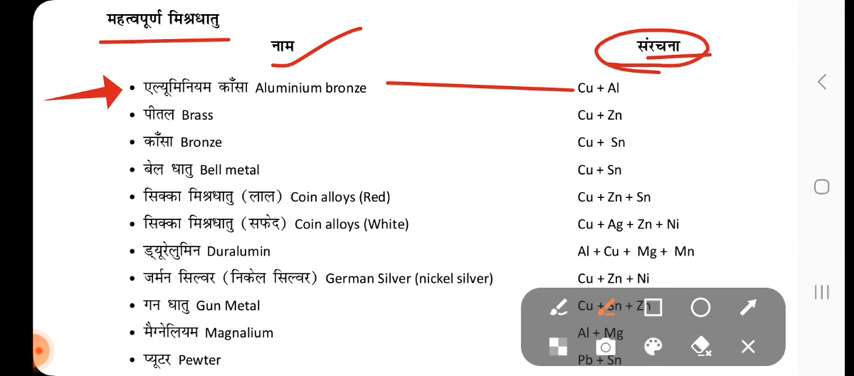 महत्वपूर्ण मिश्रधातु
नाम संरचना
• एल्यूमिनियम काँसा Aluminium bronze Cu + Al
• पीतल Brass Cu + Zn
• काँसा Bronze Cu + Sn
• बेल धातु Bell metal Cu + Sn
• सिक्का मिश्रधातु (लाल) Coin alloys (Red) Cu + Zn + Sn
• सिक्का मिश्रधातु (सफेद) Coin alloys (White) Cu + Ag + Zn + Ni
• ड्यूरेलुमिन Duralumin Al + Cu + Mg + Mn
• जर्मन सिल्वर (निकेल सिल्वर) German Silver (nickel silver) Cu + Zn + Ni
• गन धातु Gun Metal Cu + Sn + Zn
• मैग्नेलियम Magnalium Al + Mg
• प्यूटर Pewter Pb + Sn